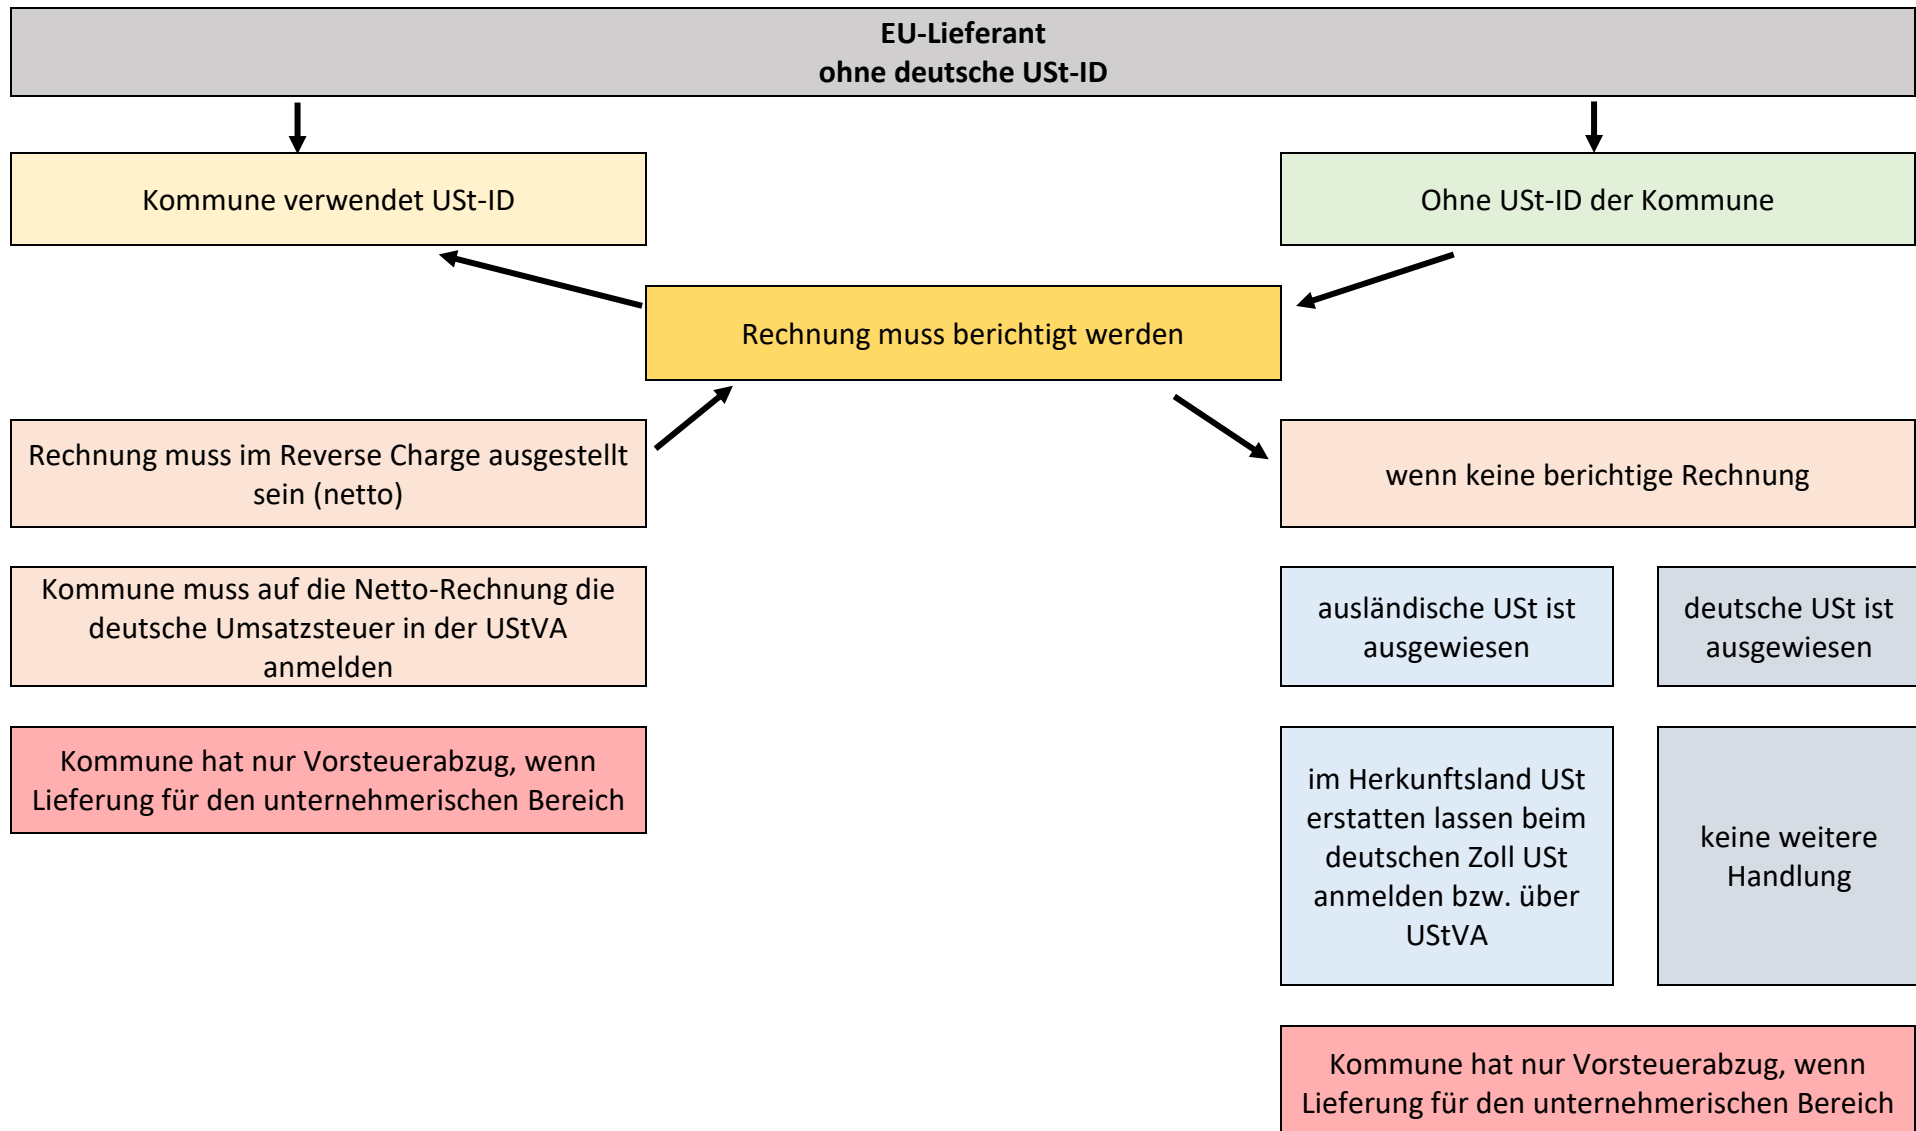 EU-Lieferant
ohne deutsche USt-ID
Kommune verwendet USt-ID
Ohne USt-ID der Kommune
Rechnung muss berichtigt werden
Rechnung muss im Reverse Charge ausgestellt
sein (netto)
wenn keine berichtige Rechnung
Kommune muss auf die Netto-Rechnung die
deutsche Umsatzsteuer in der UStVA
anmelden
ausländische USt ist
ausgewiesen
deutsche USt ist
ausgewiesen
Kommune hat nur Vorsteuerabzug, wenn
Lieferung für den unternehmerischen Bereich
im Herkunftsland USt
erstatten lassen beim
deutschen Zoll USt
anmelden bzw. über
UStVA
keine weitere
Handlung
Kommune hat nur Vorsteuerabzug, wenn
Lieferung für den unternehmerischen Bereich